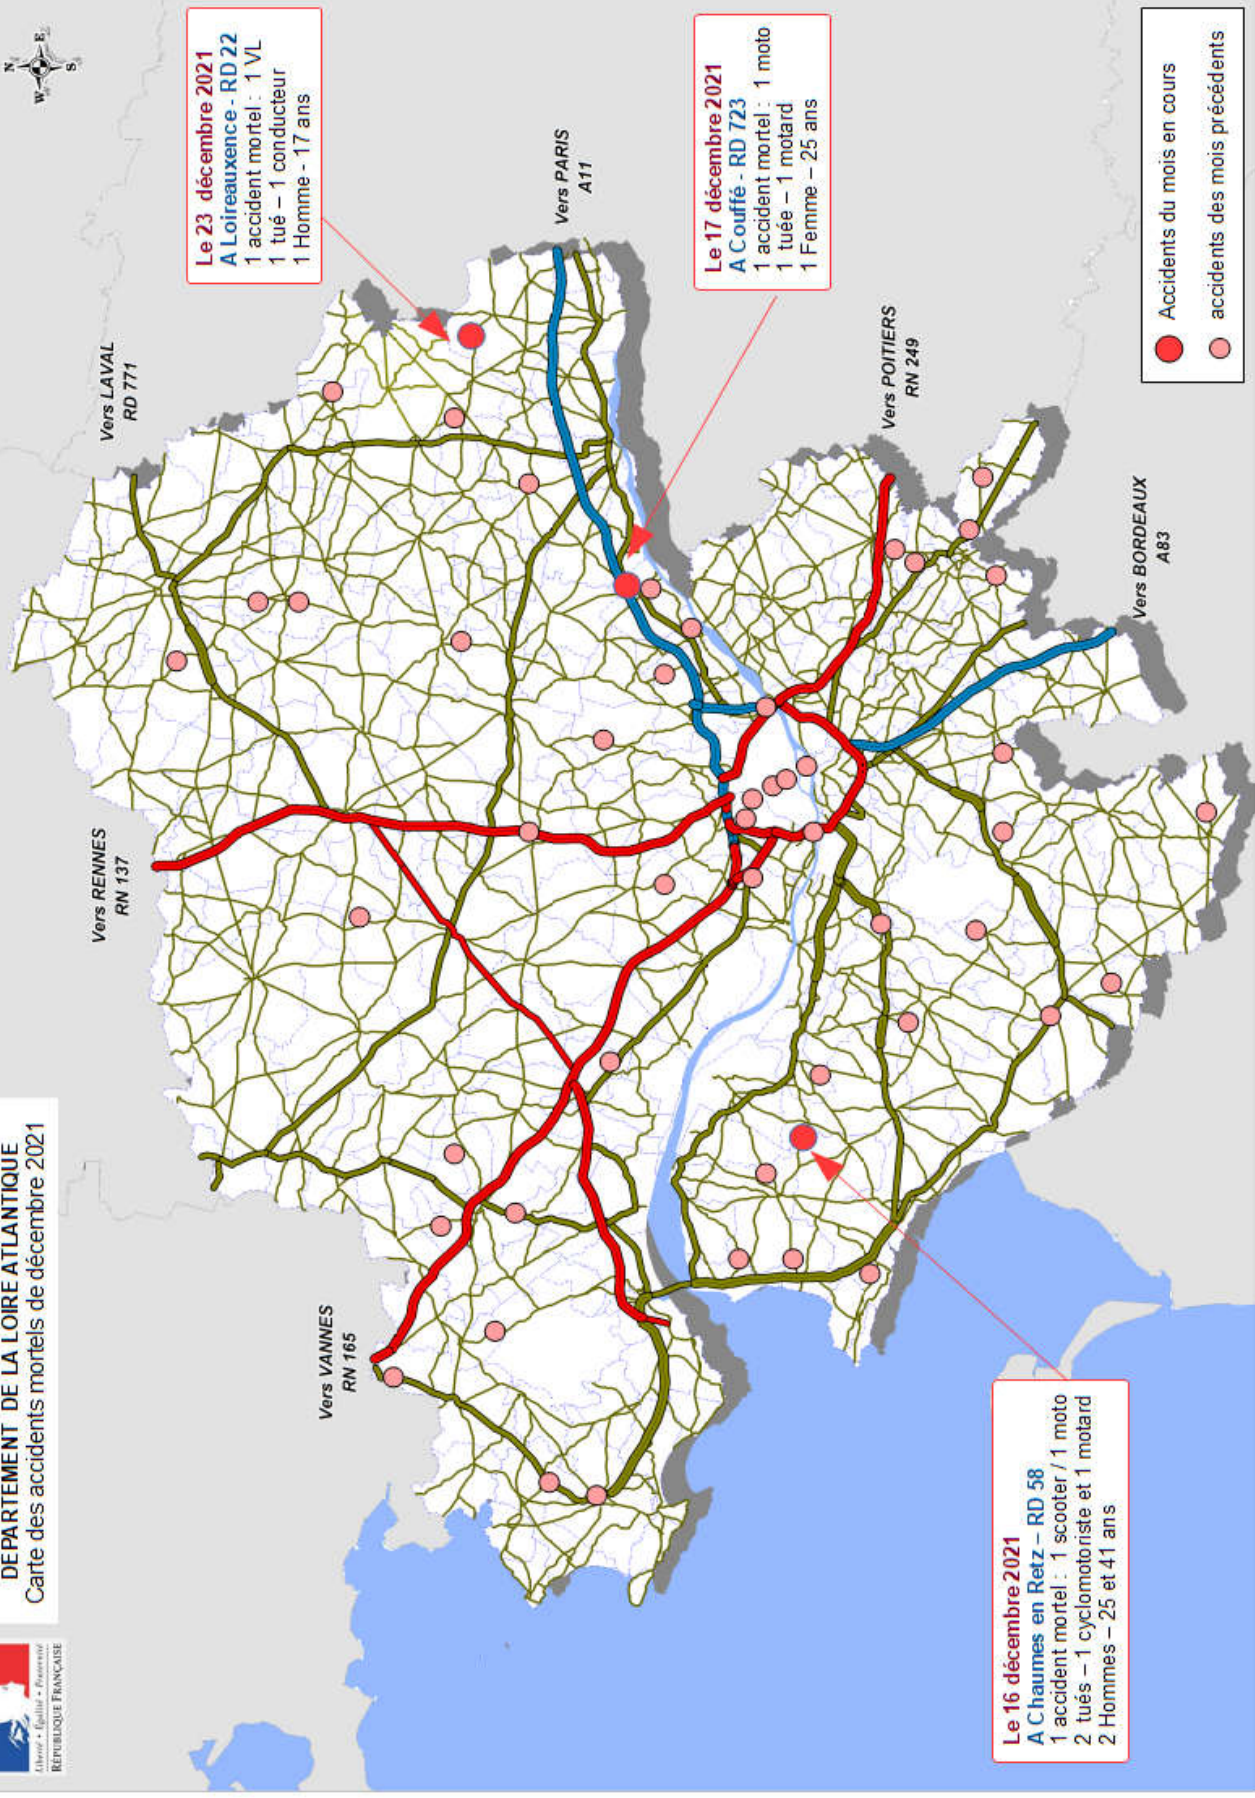 DEPARTEMENT DE LA LOIRE ATLANTIQUE
Carte des accidents mortels de décembre 2021
Liberté • Égalité • Fraternité
RÉPUBLIQUE FRANÇAISE
Vers VANNES
RN 165
Vers RENNES
RN 137
Vers LAVAL
RD 771
N
E
S
W
Le 23 décembre 2021
A Loireauxence - RD 22
1 accident mortel : 1 VL
1 tué – 1 conducteur
1 Homme - 17 ans
Vers PARIS
A11
Le 17 décembre 2021
A Couffé - RD 723
1 accident mortel : 1 moto
1 tuée – 1 motard
1 Femme – 25 ans
Vers POITIERS
RN 249
Vers BORDEAUX
A83
Le 16 décembre 2021
A Chaumes en Retz – RD 58
1 accident mortel : 1 scooter / 1 moto
2 tués – 1 cyclomotoriste et 1 motard
2 Hommes – 25 et 41 ans
Accidents du mois en cours
accidents des mois précédents